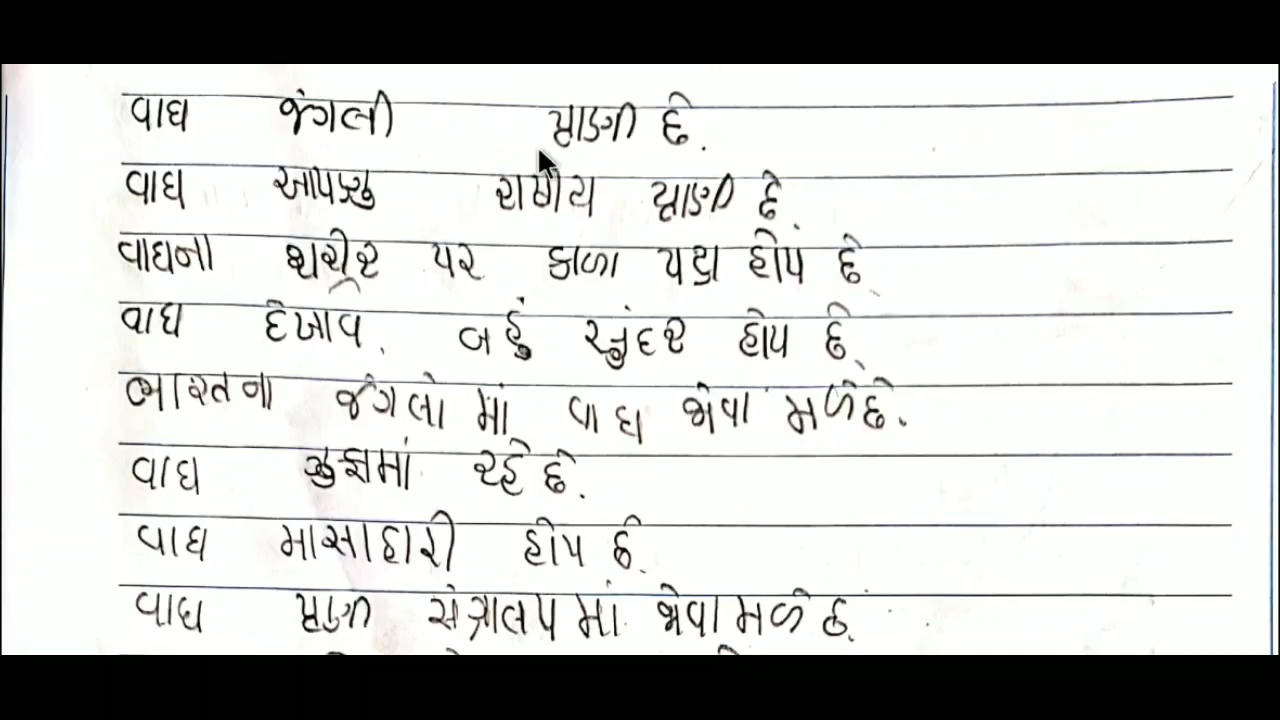 વાઘ જંગલી પ્રાણી છે.
વાઘ આપણુ રાષ્ટ્રીય પ્રાણી છે.
વાઘના શરીર પર કાળા પટ્ટા હોય છે.
વાઘ દેખાવ. બહું સુંદર હોય છે.
ભારતના જંગલોમાં વાઘ જોવા મળે છે.
વાઘ ગુફામાં રહે છે.
વાઘ માસાહારી હોય છે.
વાઘ પ્રાણી સંગ્રાલયમાં જોવા મળે છે.